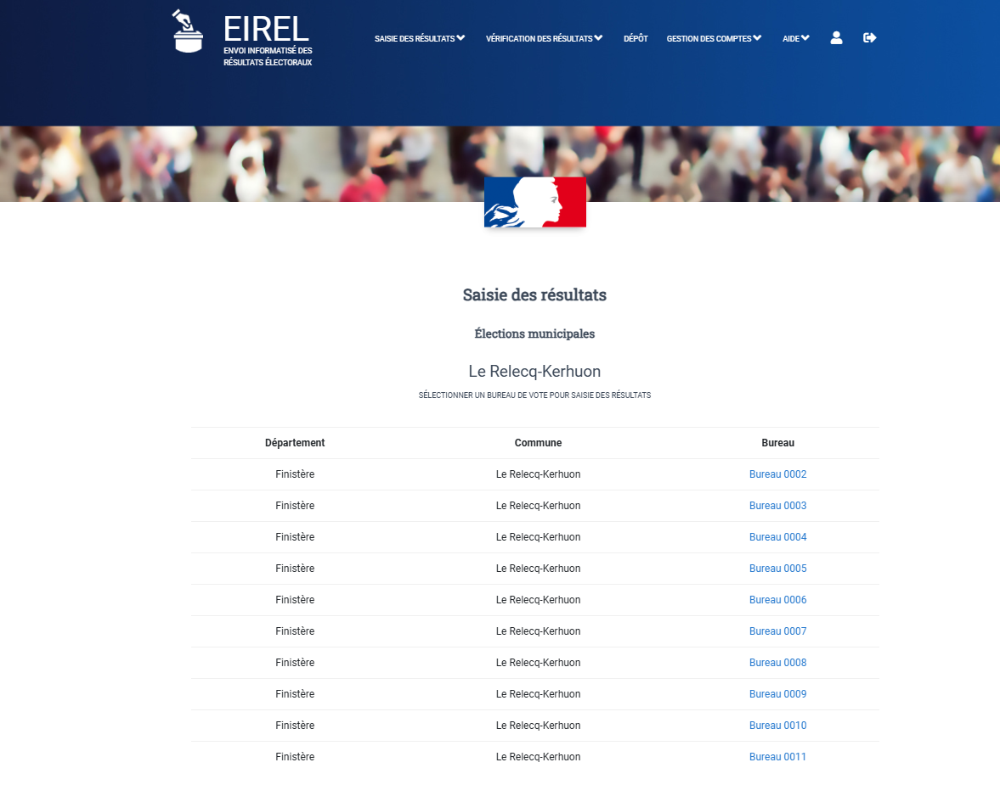 EIREL
ENVOI INFORMATISÉ DES
RÉSULTATS ÉLECTORAUX
SAISIE DES RÉSULTATS VÉRIFICATION DES RÉSULTATS DÉPÔT GESTION DES COMPTES AIDE
Saisie des résultats
Élections municipales
Le Relecq-Kerhuon
SÉLECTIONNER UN BUREAU DE VOTE POUR SAISIE DES RÉSULTATS
Département Commune Bureau
Finistère Le Relecq-Kerhuon Bureau 0002
Finistère Le Relecq-Kerhuon Bureau 0003
Finistère Le Relecq-Kerhuon Bureau 0004
Finistère Le Relecq-Kerhuon Bureau 0005
Finistère Le Relecq-Kerhuon Bureau 0006
Finistère Le Relecq-Kerhuon Bureau 0007
Finistère Le Relecq-Kerhuon Bureau 0008
Finistère Le Relecq-Kerhuon Bureau 0009
Finistère Le Relecq-Kerhuon Bureau 0010
Finistère Le Relecq-Kerhuon Bureau 0011